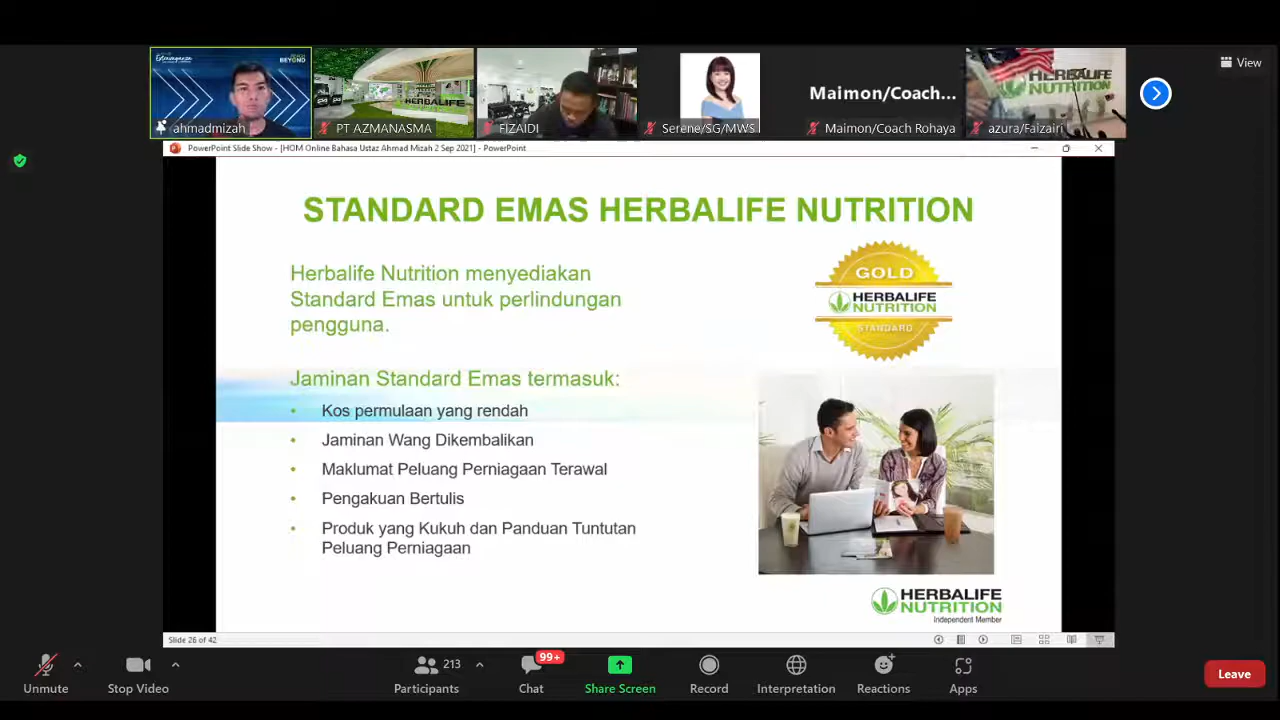 BEYOND
HERBALIFE
Maimon/Coach...
HERBALIFE
NUTRITION
View
ahmadmizah
PT AZMANASMA
FIZAIDI
Serene/SG/MWS
Maimon/Coach Rohaya
azura/Faizairi
PowerPoint Slide Show - [HOM Online Bahasa Ustaz Ahmad Mizah 2 Sep 2021] - PowerPoint
STANDARD EMAS HERBALIFE NUTRITION
Herbalife Nutrition menyediakan
Standard Emas untuk perlindungan
pengguna.
GOLD
HERBALIFE
NUTRITION
STANDARD
Jaminan Standard Emas termasuk:
• Kos permulaan yang rendah
• Jaminan Wang Dikembalikan
• Maklumat Peluang Perniagaan Terawal
• Pengakuan Bertulis
• Produk yang Kukuh dan Panduan Tuntutan
Peluang Perniagaan
HERBALIFE
NUTRITION
Independent Member
Slide 26 of 42
213
99+
Unmute
Stop Video
Participants
Chat
Share Screen
Record
Interpretation
Reactions
Apps
Leave